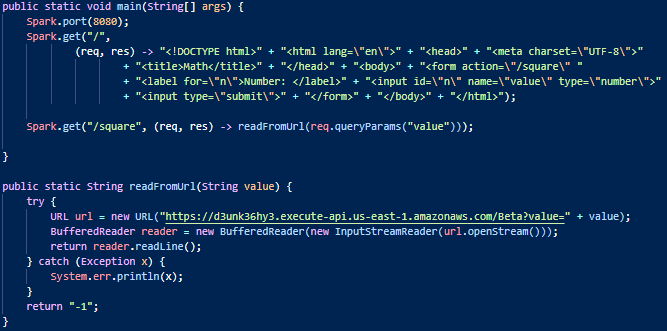 public static void main(String[] args) {
    Spark.port(8080);
    Spark.get("/",
            (req, res) -> "<!DOCTYPE html>" + "<html lang=\"en\">" + "<head>" + "<meta charset=\"UTF-8\">"
                + "<title>Math</title>" + "</head>" + "<body>" + "<form action=\"/square\" "
                + "<label for=\"n\">Number: </label>" + "<input id=\"n\" name=\"value\" type=\"number\">"
                + "<input type=\"submit\">" + "</form>" + "</body>" + "</html>");
    Spark.get("/square", (req, res) -> readFromUrl(req.queryParams("value")));
}
public static String readFromUrl(String value) {
    try {
        URL url = new URL("https://d3unk36hy3.execute-api.us-east-1.amazonaws.com/Beta?value=" + value);
        BufferedReader reader = new BufferedReader(new InputStreamReader(url.openStream()));
        return reader.readLine();
    } catch (Exception x) {
        System.err.println(x);
    }
    return "-1";
}